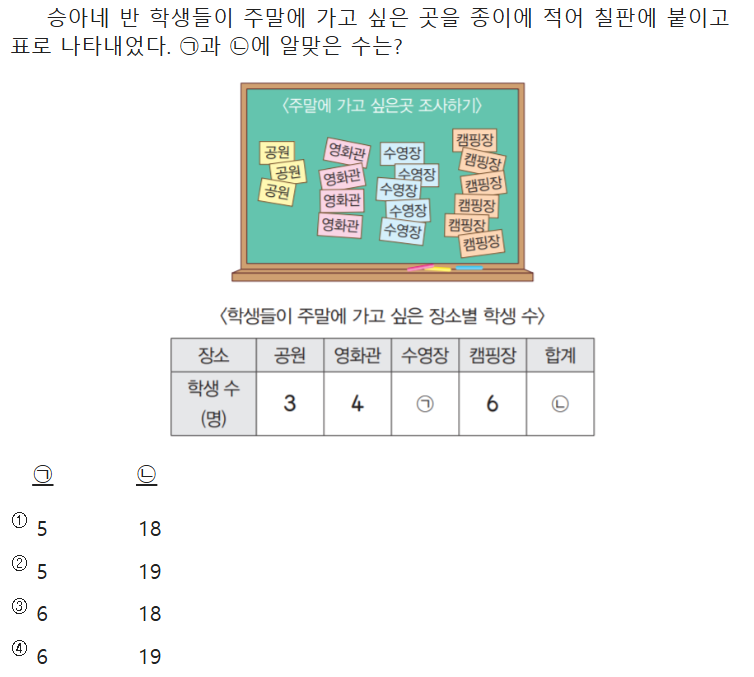 승아네 반 학생들이 주말에 가고 싶은 곳을 종이에 적어 칠판에 붙이고
표로 나타내었다. ㉠과 ㉡에 알맞은 수는?
〈주말에 가고 싶은곳 조사하기〉
공원 영화관 수영장 캠핑장
공원 영화관 수영장 캠핑장
공원 영화관 수영장 캠핑장
영화관 수영장 캠핑장
수영장 캠핑장
캠핑장
〈학생들이 주말에 가고 싶은 장소별 학생 수〉
장소 공원 영화관 수영장 캠핑장 합계
학생 수
(명) 3 4 ㉠ 6 ㉡
㉠ ㉡
① 5 18
② 5 19
③ 6 18
④ 6 19